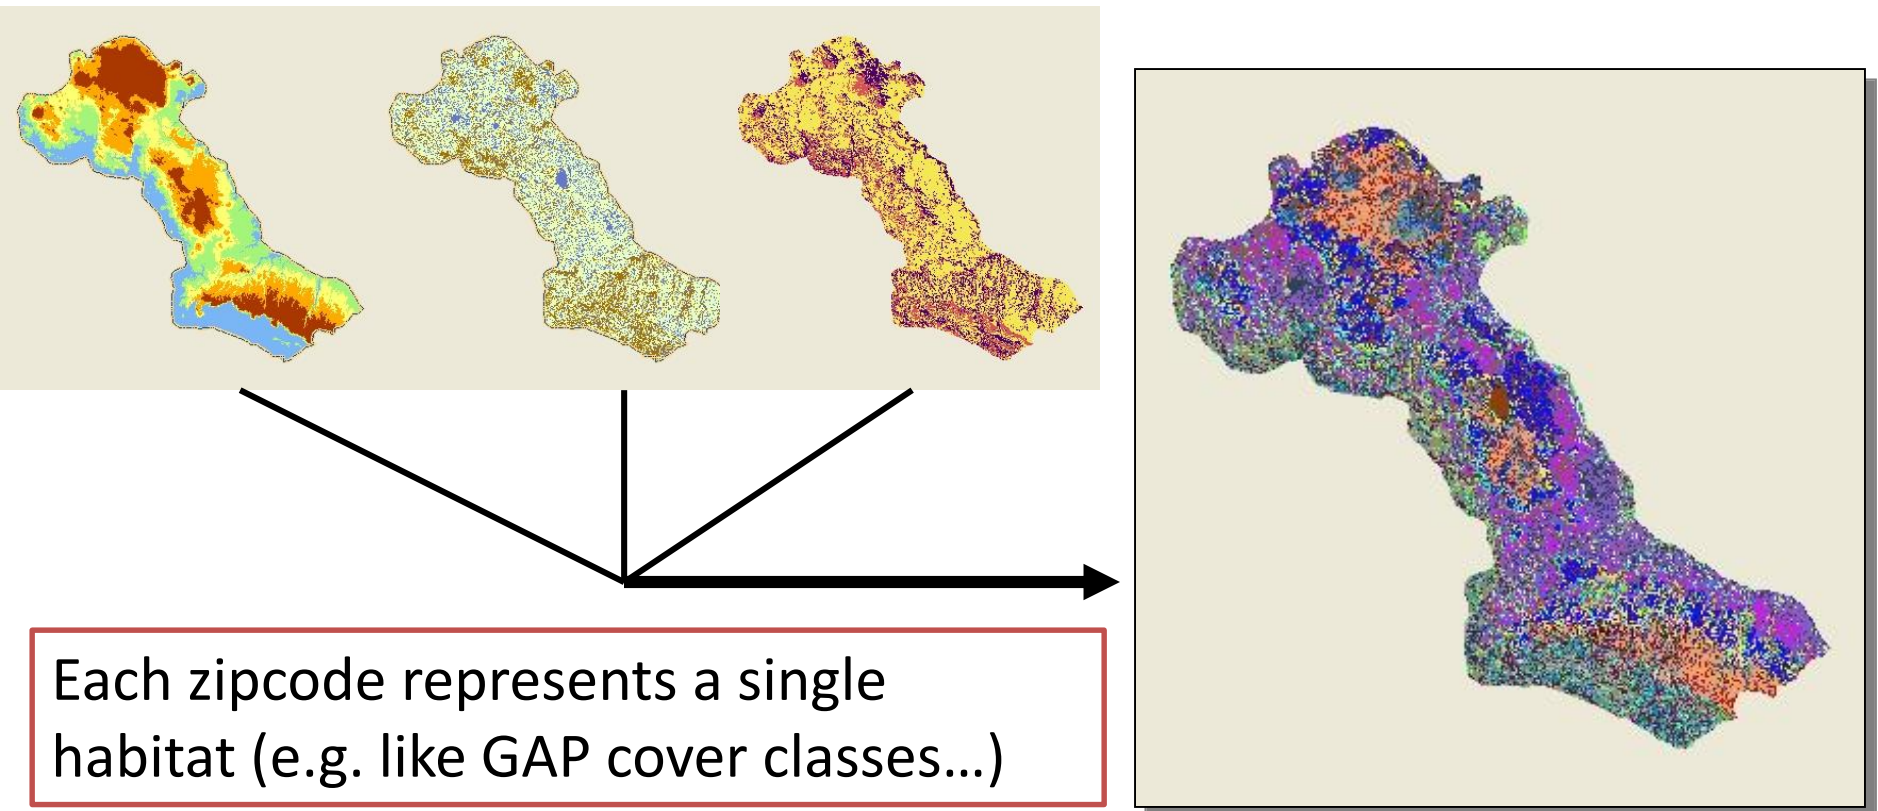 Each zipcode represents a single
habitat (e.g. like GAP cover classes…)